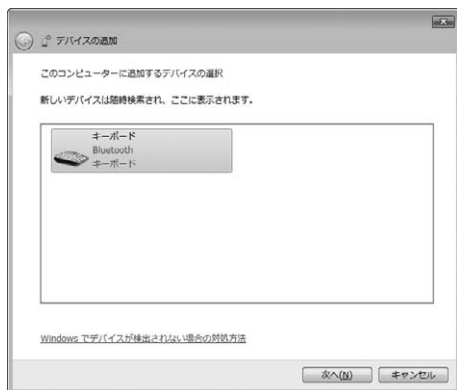 デバイスの追加
このコンピューターに追加するデバイスの選択
新しいデバイスは随時検索され、ここに表示されます。
キーボード
Bluetooth
キーボード
Windows でデバイスが検出されない場合の対処方法
次へ(N) キャンセル